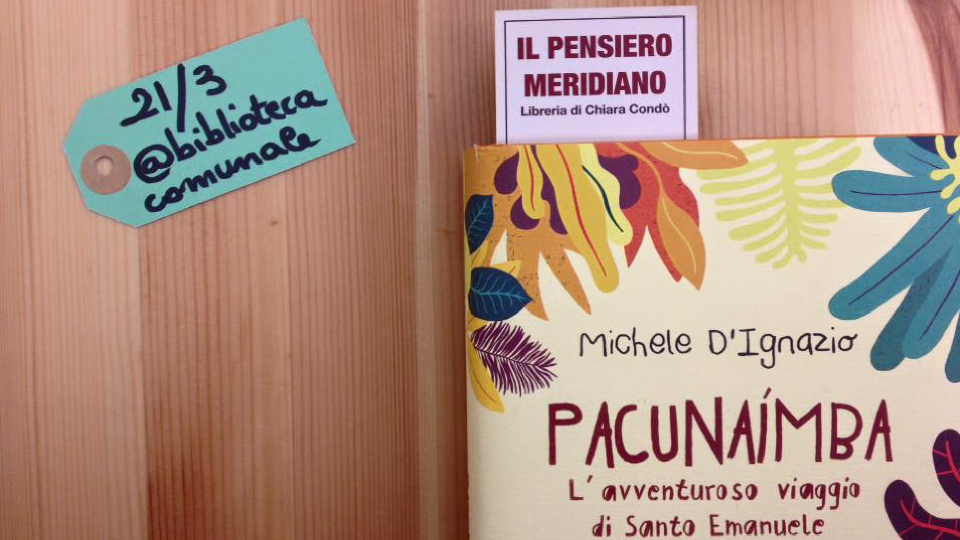 21/3
@biblioteca
comunale
IL PENSIERO
MERIDIANO
Libreria di Chiara Condò
Michele D'Ignazio
PACUNAÍMBA
L'avventuroso viaggio
di Santo Emanuele